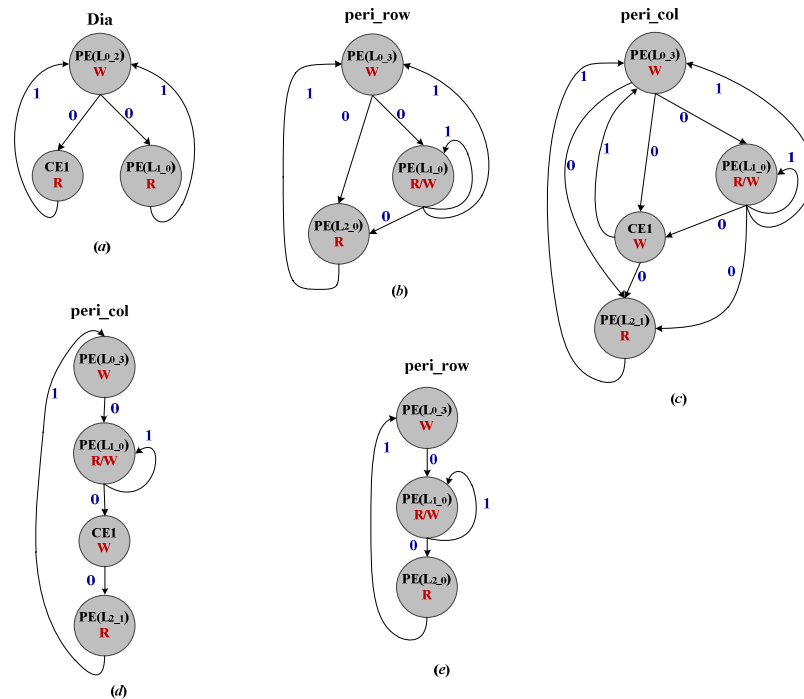 Dia
PE(L0_2)
W
1
1
0
0
CE1
R
PE(L1_0)
R
(a)
peri_row
PE(L0_3)
W
1
1
0
0
1
PE(L1_0)
R/W
0
PE(L2_0)
R
(b)
peri_col
PE(L0_3)
W
1
1
0
0
0
1
1
PE(L1_0)
R/W
CE1
W
0
0
0
PE(L2_1)
R
(c)
peri_col
PE(L0_3)
W
1
0
PE(L1_0)
R/W
1
0
CE1
W
0
PE(L2_1)
R
(d)
peri_row
PE(L0_3)
W
1
0
PE(L1_0)
R/W
1
0
PE(L2_0)
R
(e)